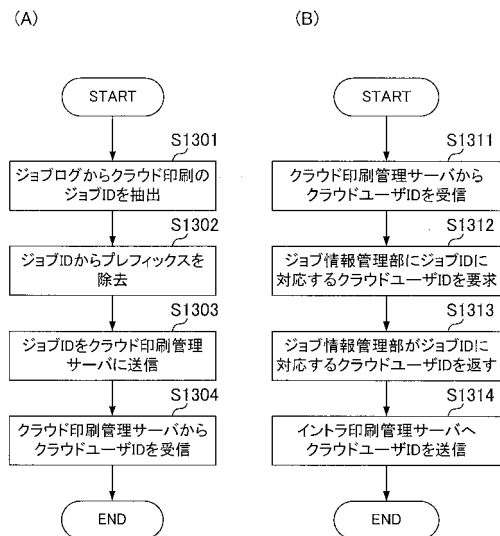 (A)
START
S1301
ジョブログからクラウド印刷の
ジョブIDを抽出
S1302
ジョブIDからプレフィックスを
除去
S1303
ジョブIDをクラウド印刷管理
サーバに送信
S1304
クラウド印刷管理サーバから
クラウドユーザIDを受信
END
(B)
START
S1311
クラウド印刷管理サーバから
クラウドユーザIDを受信
S1312
ジョブ情報管理部にジョブIDに
対応するクラウドユーザIDを要求
S1313
ジョブ情報管理部がジョブIDに
対応するクラウドユーザIDを返す
S1314
イントラ印刷管理サーバへ
クラウドユーザIDを送信
END